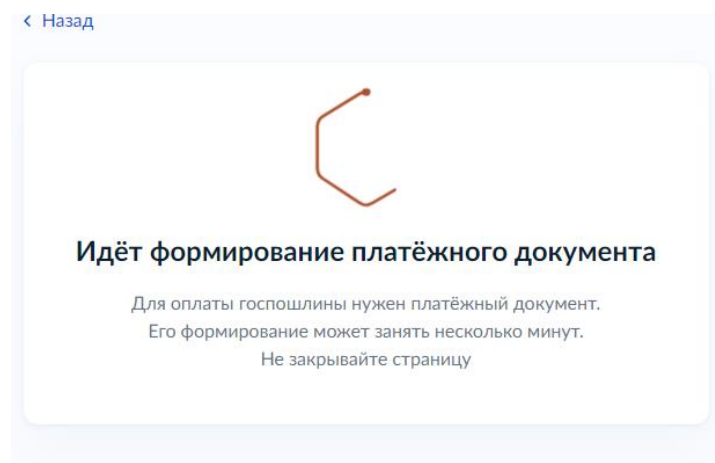 Назад
Идёт формирование платёжного документа
Для оплаты госпошлины нужен платёжный документ.
Его формирование может занять несколько минут.
Не закрывайте страницу